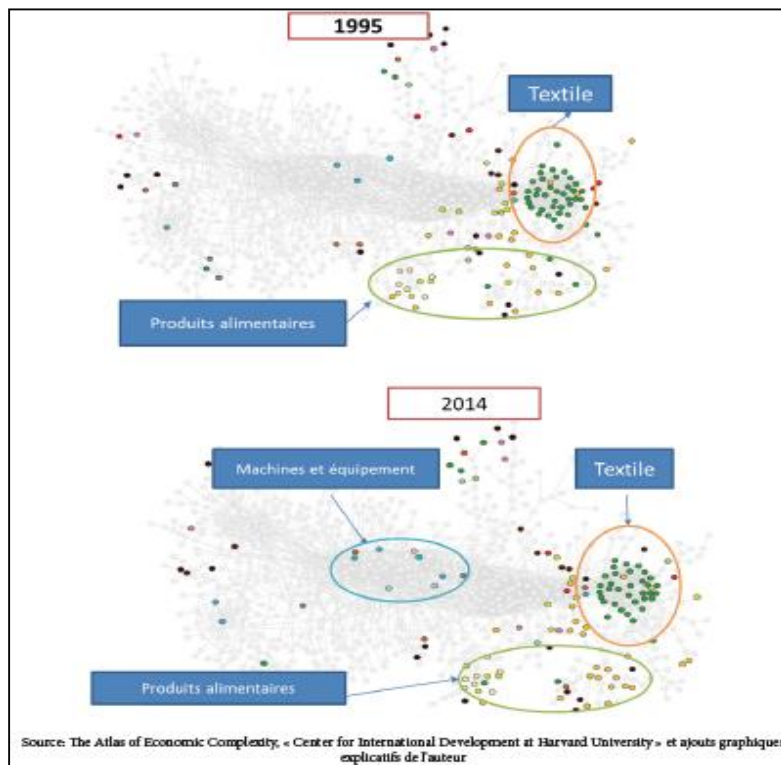 1995
Textile
Produits alimentaires
2014
Machines et équipement
Textile
Produits alimentaires
Source: The Atlas of Economic Complexity, « Center for International Development at Harvard University » et ajouts graphiques
explicatifs de l'auteur